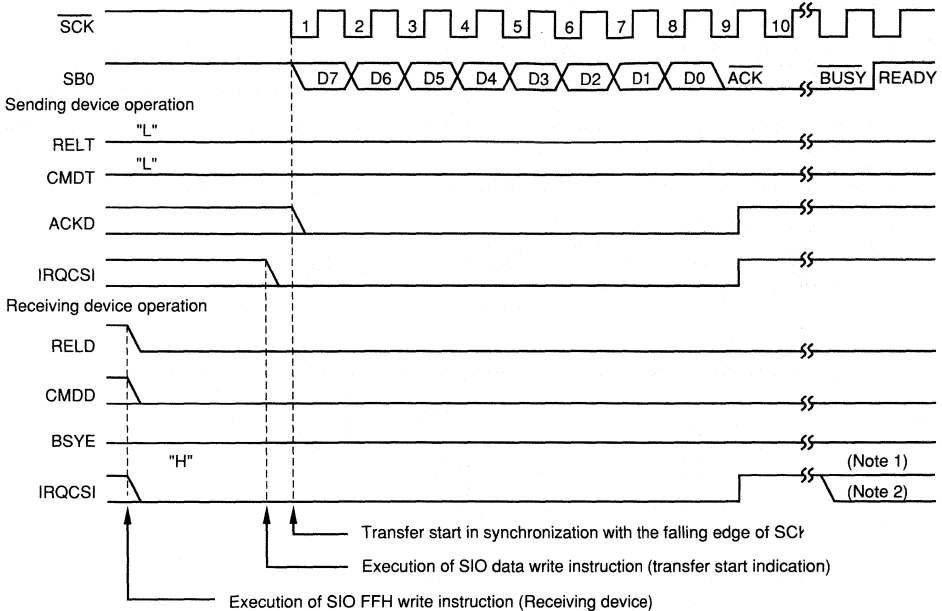 SCK 1 2 3 4 5 6 7 8 9 10
SB0 D7 D6 D5 D4 D3 D2 D1 D0 ACK BUSY READY
Sending device operation
"L"
RELT
"L"
CMDT
ACKD
IRQCSI
Receiving device operation
RELD
CMDD
BSYE
"H"
(Note 1)
IRQCSI
(Note 2)
Transfer start in synchronization with the falling edge of SCK
Execution of SIO data write instruction (transfer start indication)
Execution of SIO FFH write instruction (Receiving device)